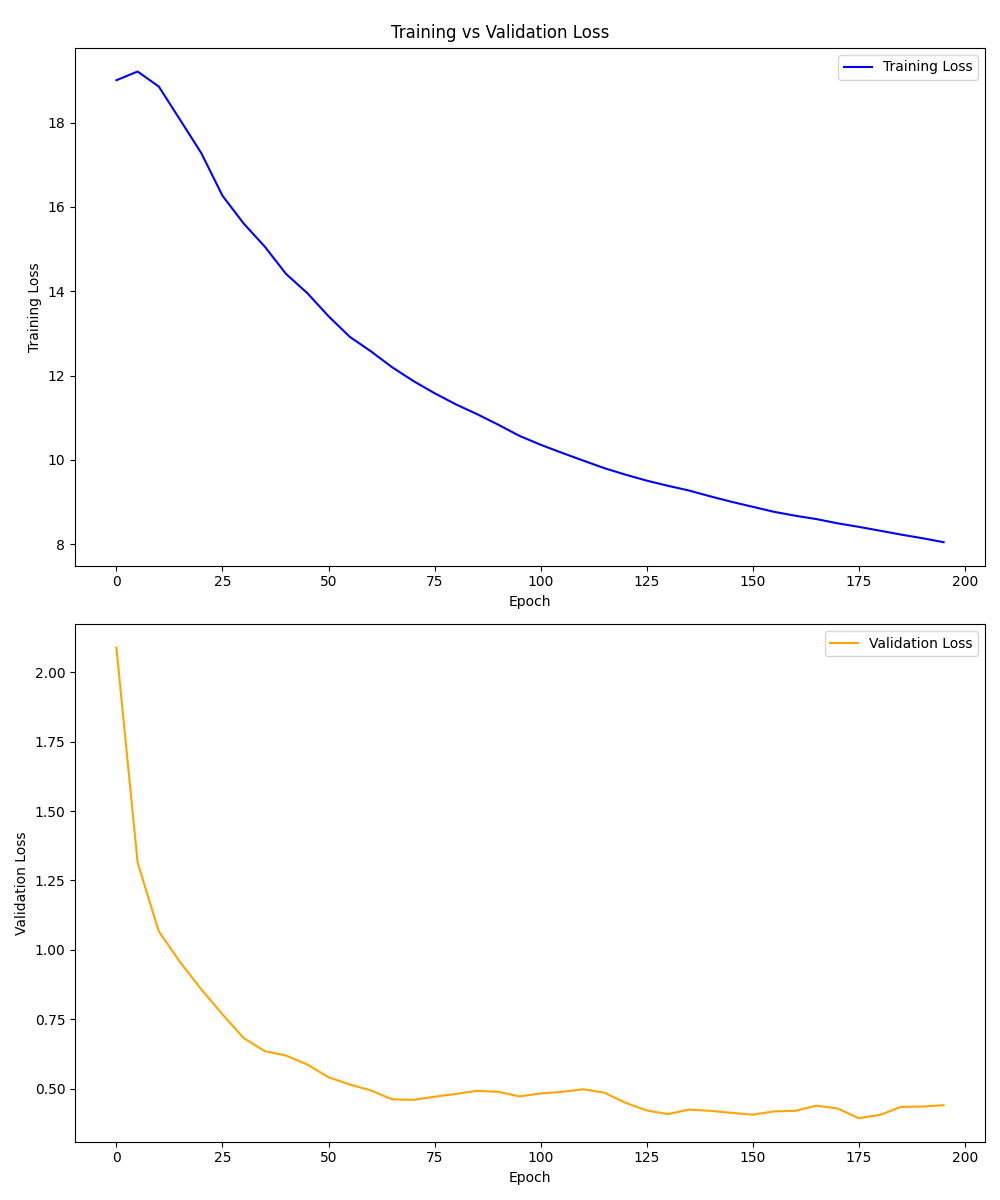 Training vs Validation Loss
Training Loss
18
16
14
12
10
8
Training Loss
0 25 50 75 100 125 150 175 200
Epoch
Validation Loss
2.00
1.75
1.50
1.25
1.00
0.75
0.50
Validation Loss
0 25 50 75 100 125 150 175 200
Epoch